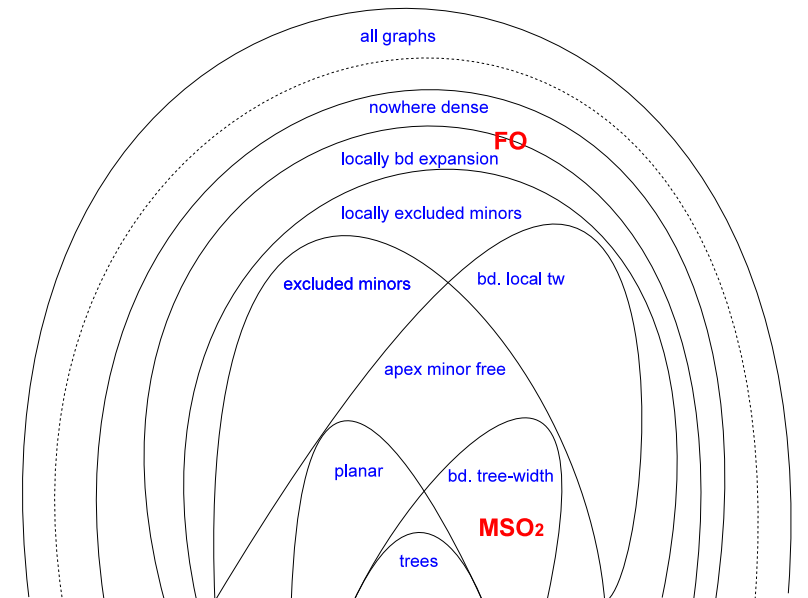 all graphs
nowhere dense
FO
locally bd expansion
locally excluded minors
excluded minors
bd. local tw
apex minor free
planar
bd. tree-width
MSO2
trees